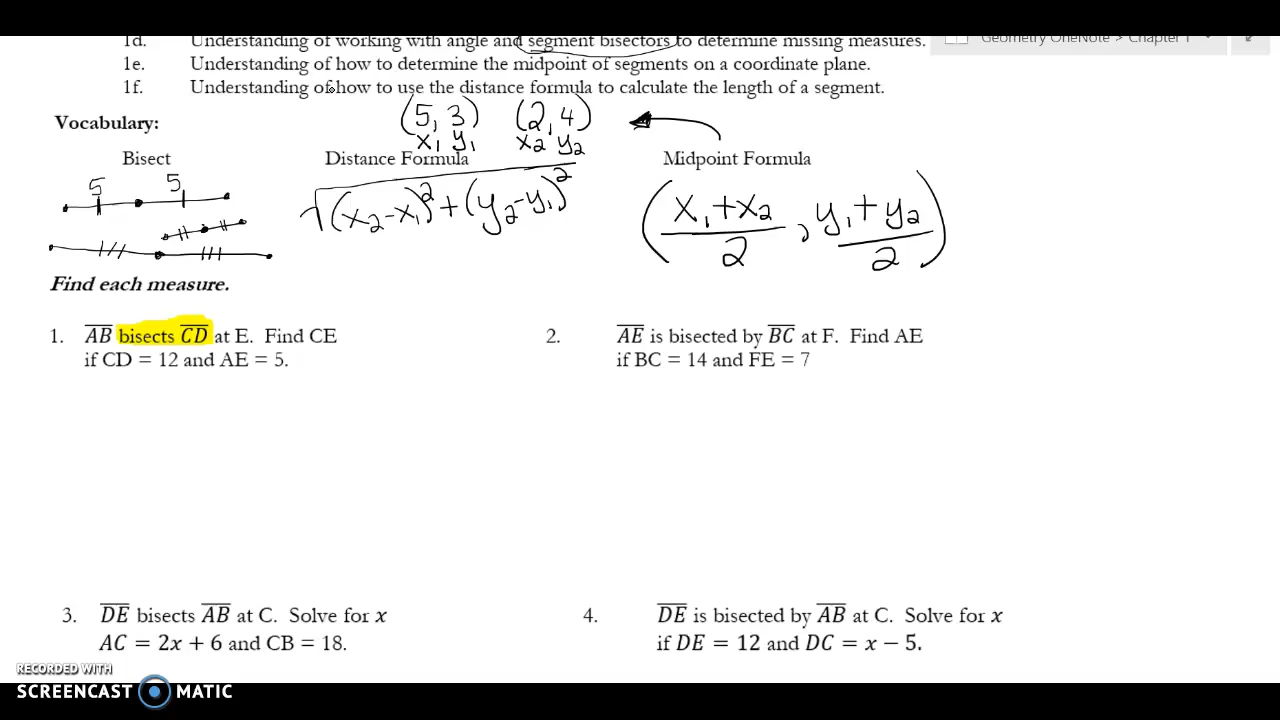 1d. Understanding of working with angle and segment bisectors to determine missing measures.
Geometry OneNote > Chapter 1
1e. Understanding of how to determine the midpoint of segments on a coordinate plane.
1f. Understanding of how to use the distance formula to calculate the length of a segment.
(5, 3) (2, 4)
x₁ y₁ x₂ y₂
Vocabulary:
Bisect Distance Formula Midpoint Formula
5 5
√(x₂-x₁)²+(y₂-y₁)²
(x₁+x₂/2, y₁+y₂/2)
Find each measure.
1. AB bisects CD at E. Find CE
if CD = 12 and AE = 5.
2. AE is bisected by BC at F. Find AE
if BC = 14 and FE = 7
3. DE bisects AB at C. Solve for x
AC = 2x + 6 and CB = 18.
4. DE is bisected by AB at C. Solve for x
if DE = 12 and DC = x − 5.
RECORDED WITH
SCREENCAST MATIC